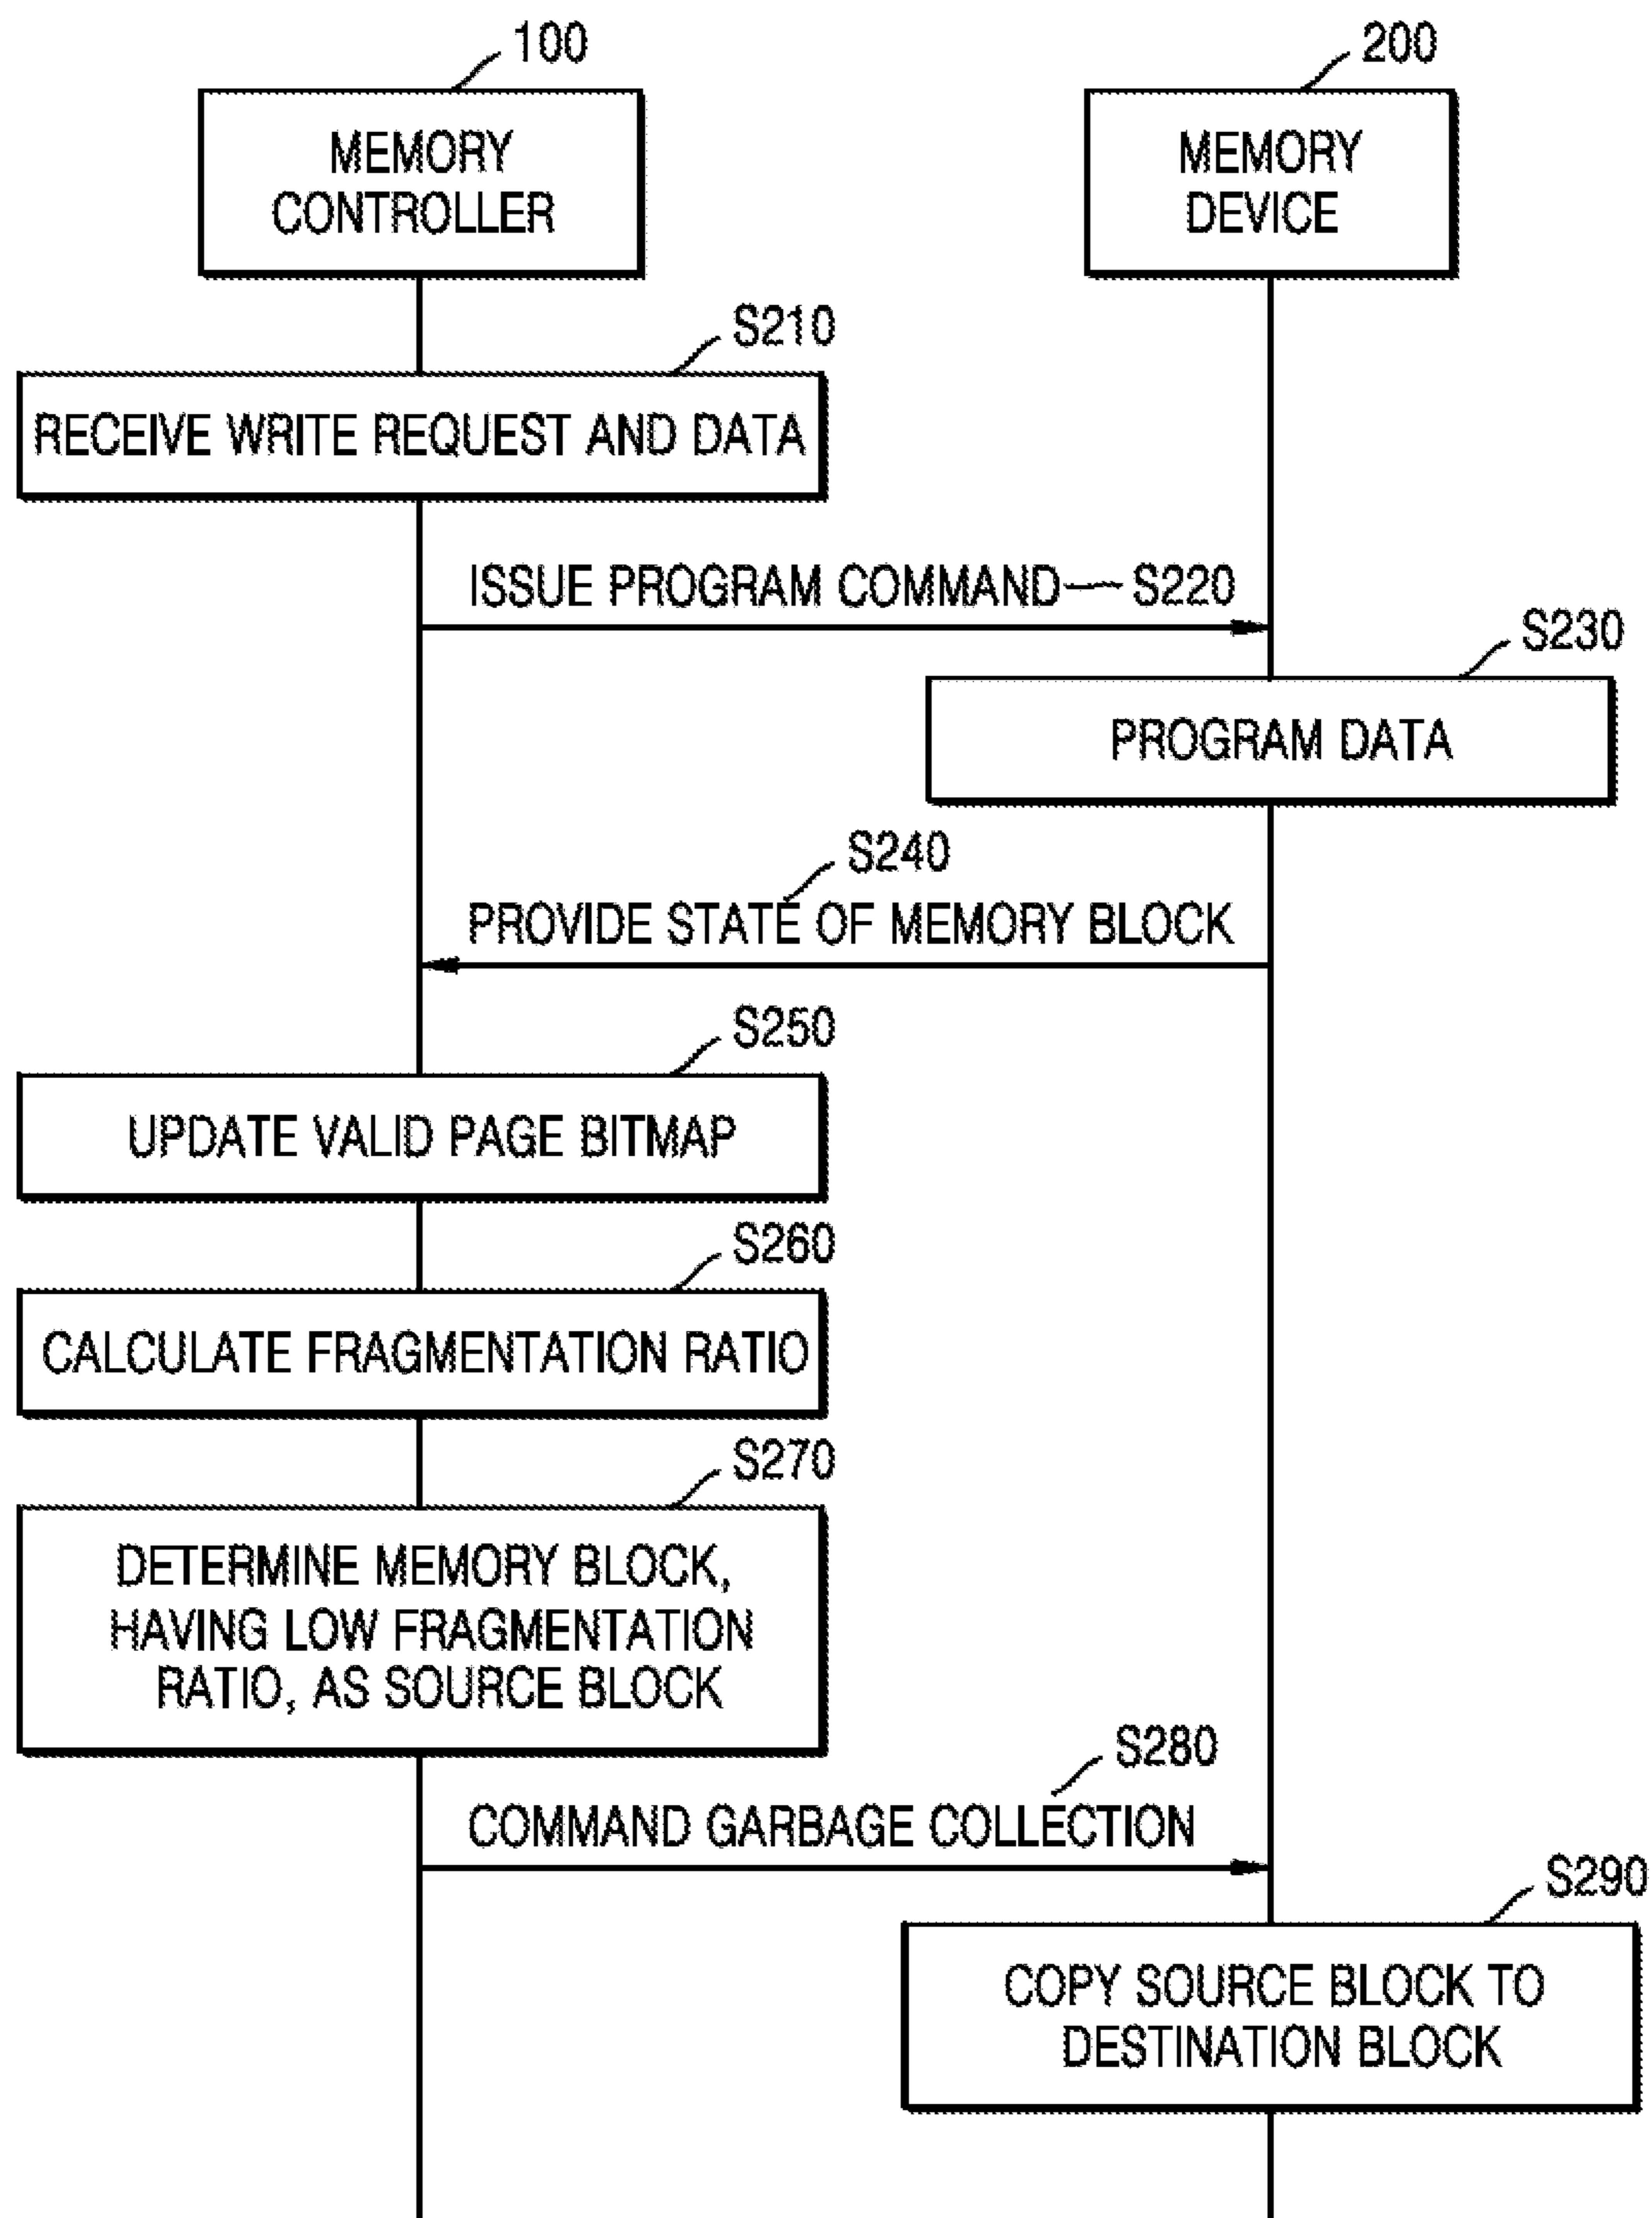 100
200
MEMORY
CONTROLLER
MEMORY
DEVICE
S210
RECEIVE WRITE REQUEST AND DATA
ISSUE PROGRAM COMMAND S220
S230
PROGRAM DATA
S240
PROVIDE STATE OF MEMORY BLOCK
S250
UPDATE VALID PAGE BITMAP
S260
CALCULATE FRAGMENTATION RATIO
S270
DETERMINE MEMORY BLOCK,
HAVING LOW FRAGMENTATION
RATIO, AS SOURCE BLOCK
S280
COMMAND GARBAGE COLLECTION
S290
COPY SOURCE BLOCK TO
DESTINATION BLOCK